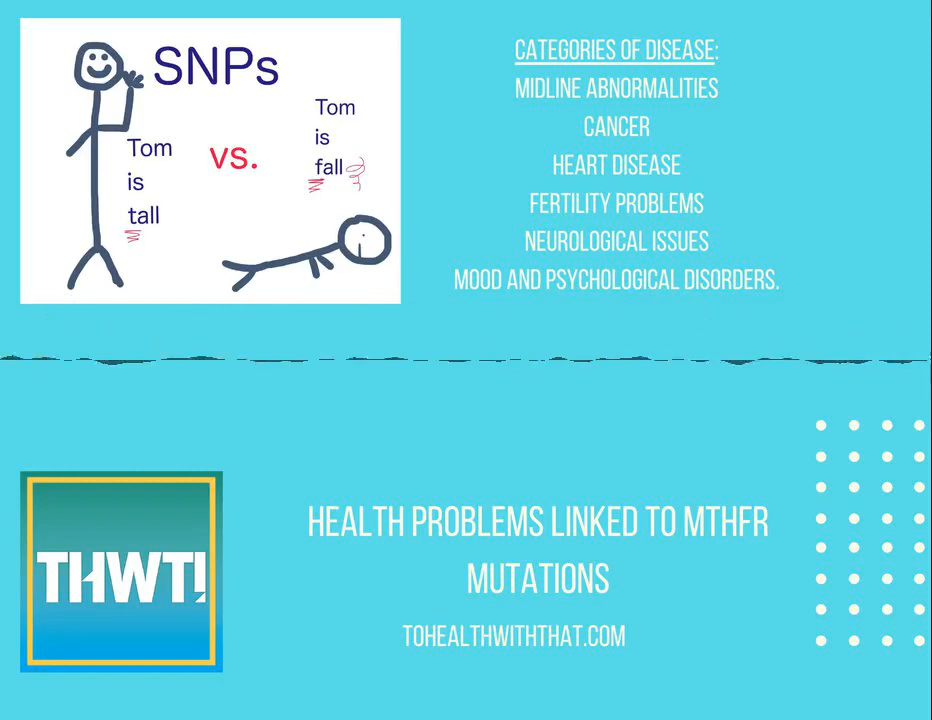 SNPs
Tom
is
tall
vs.
Tom
is
fall
CATEGORIES OF DISEASE:
MIDLINE ABNORMALITIES
CANCER
HEART DISEASE
FERTILITY PROBLEMS
NEUROLOGICAL ISSUES
MOOD AND PSYCHOLOGICAL DISORDERS.
THWT!
HEALTH PROBLEMS LINKED TO MTHFR
MUTATIONS
TOHEALTHWITHTHAT.COM